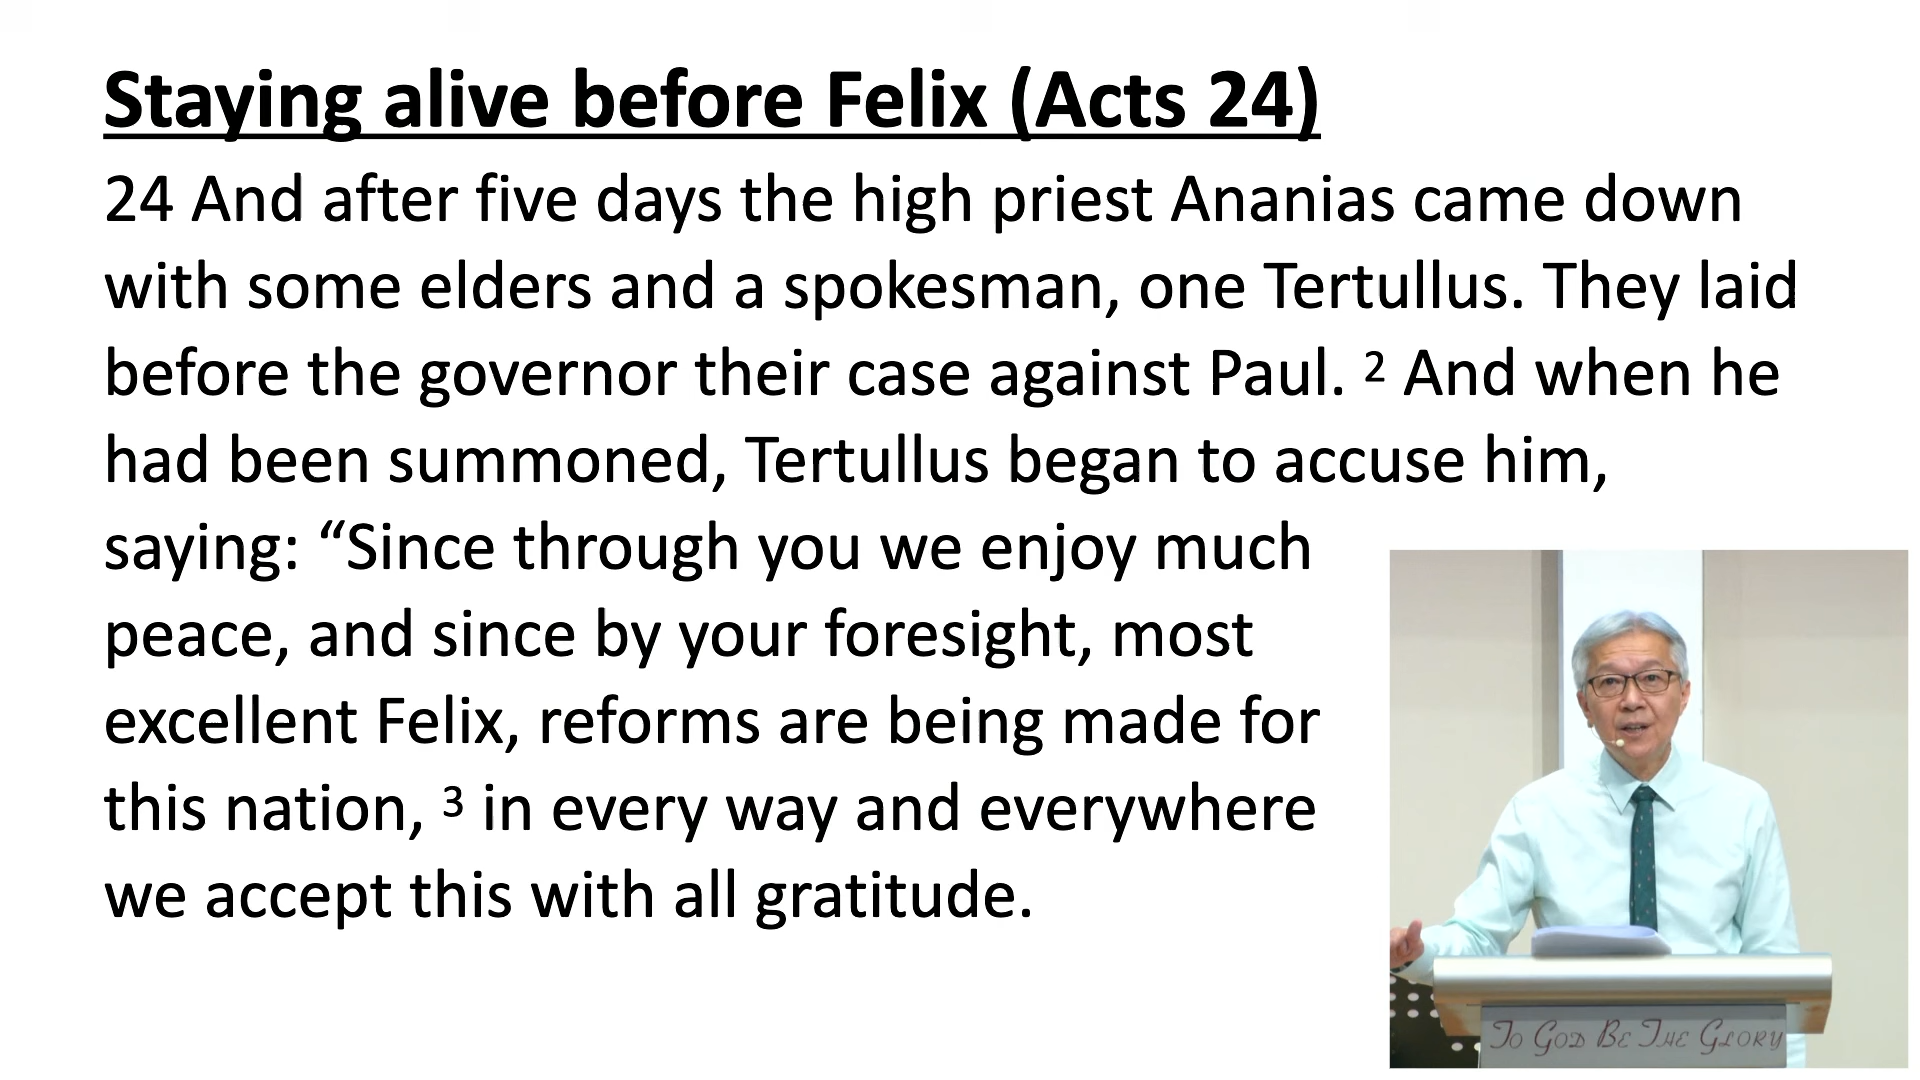 Staying alive before Felix (Acts 24)
24 And after five days the high priest Ananias came down
with some elders and a spokesman, one Tertullus. They laid
before the governor their case against Paul. 2 And when he
had been summoned, Tertullus began to accuse him,
saying: “Since through you we enjoy much
peace, and since by your foresight, most
excellent Felix, reforms are being made for
this nation, 3 in every way and everywhere
we accept this with all gratitude.
To God Be The Glory